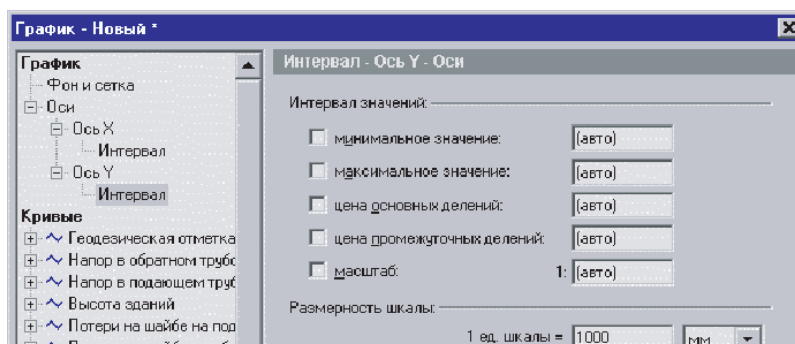 График - Новый *
График
Фон и сетка
Оси
Ось X
Интервал
Ось Y
Интервал
Кривые
Геодезическая отметка
Напор в обратном трубо
Напор в подающем труб
Высота зданий
Потери на шайбе на под
Интервал - Ось Y - Оси
Интервал значений:
минимальное значение: (авто)
максимальное значение: (авто)
цена основных делений: (авто)
цена промежуточных делений: (авто)
масштаб: 1: (авто)
Размерность шкалы:
1 ед. шкалы = 1000 мм